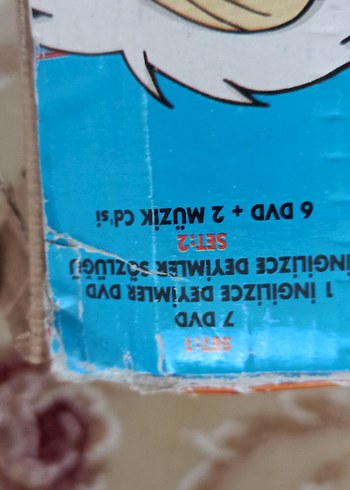 SET:1
7 DVD
1 İNGİLİZCE DEYİMLER DVD
İNGİLİZCE DEYİMLER SÖZLÜĞÜ
SET:2
6 DVD + 2 MÜZİK Cd'si